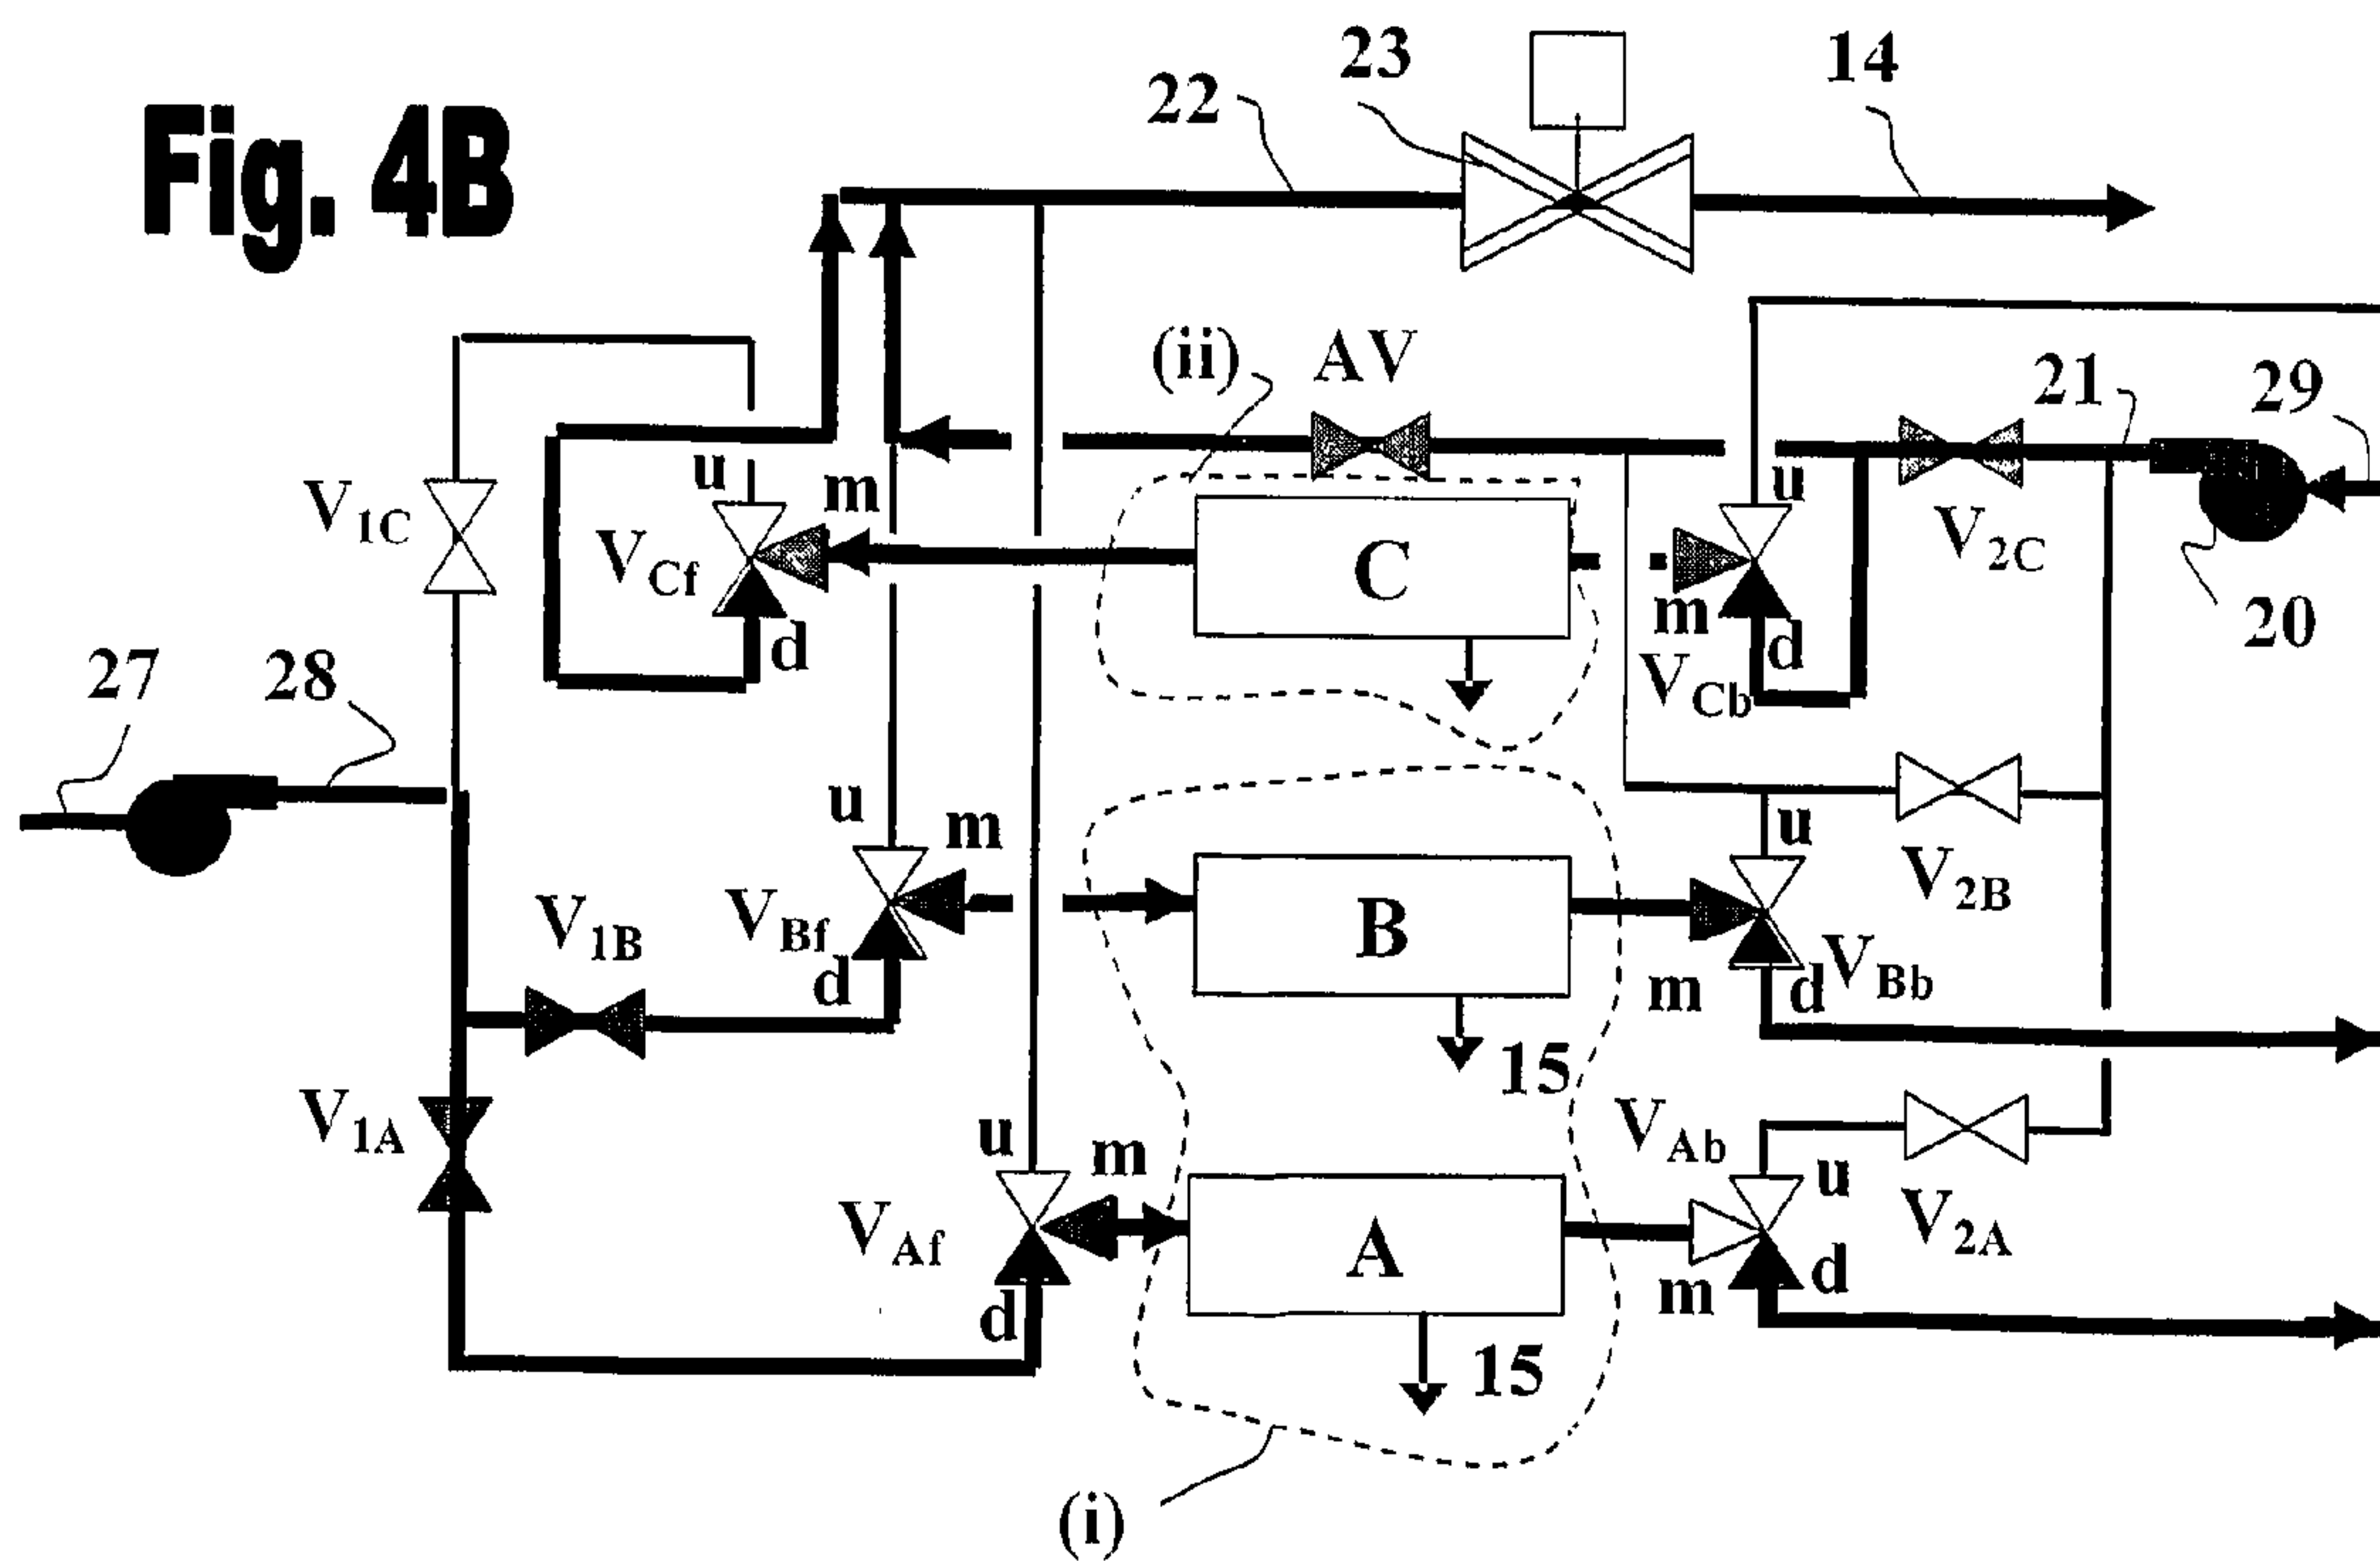 Fig. 4B
22
23
14
(ii)
AV
21
29
V1C
u
m
VCf
d
C
u
m
d
VCb
V2C
20
27
28
u
m
V1B
VBf
d
B
15
u
m
d
VBb
V2B
V1A
u
m
VAf
d
A
15
VAb
u
m
d
V2A
(i)